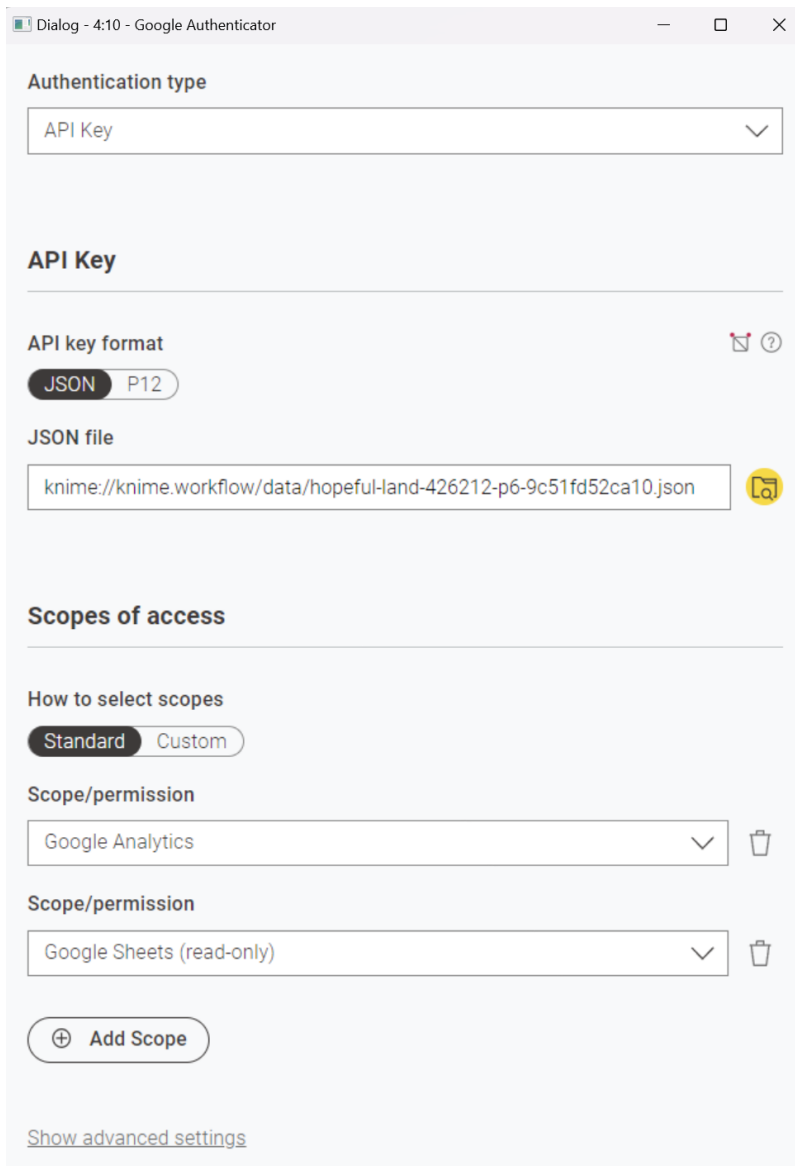 Dialog - 4:10 - Google Authenticator
Authentication type
API Key
API Key
API key format
JSON P12
JSON file
knime://knime.workflow/data/hopeful-land-426212-p6-9c51fd52ca10.json
Scopes of access
How to select scopes
Standard Custom
Scope/permission
Google Analytics
Scope/permission
Google Sheets (read-only)
Add Scope
Show advanced settings